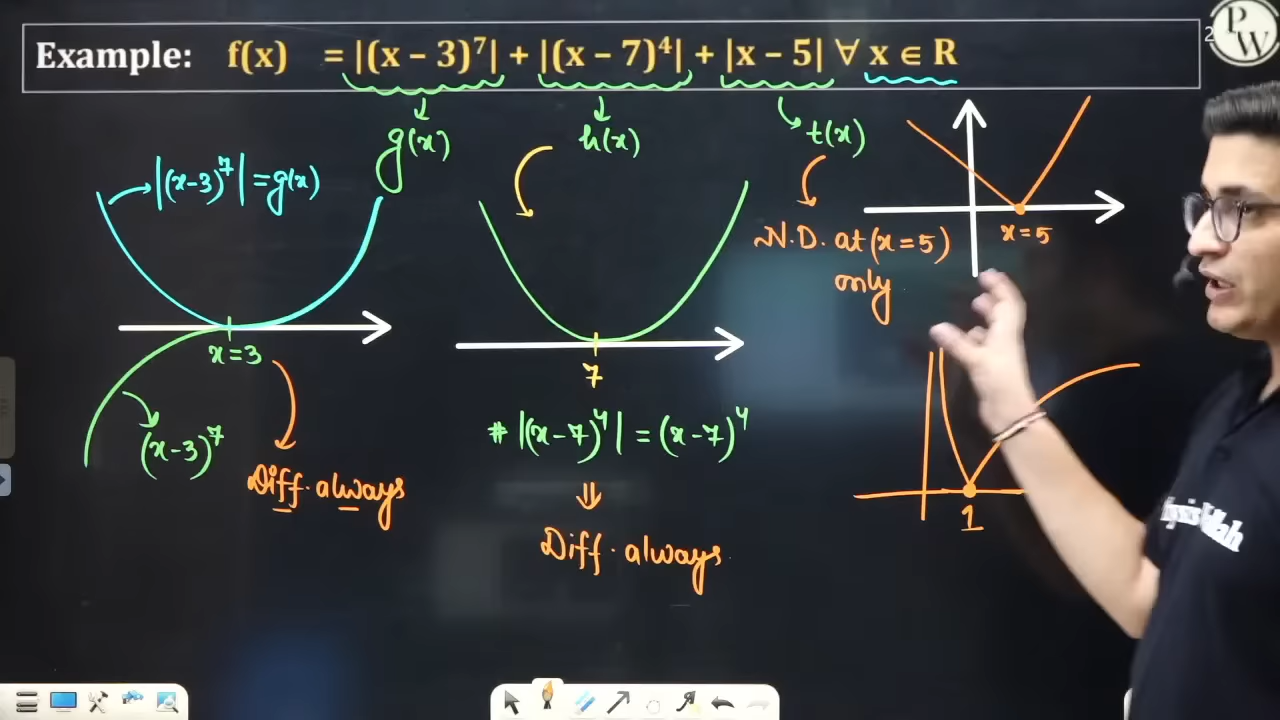 Example: f(x) = |(x – 3)⁷| + |(x – 7)⁴| + |x – 5| ∀ x ∈ R
PW
2
g(x)
h(x)
t(x)
|(x-3)⁷| = g(x)
N.D. at (x=5)
only
x=5
x=3
7
(x-3)⁷
Diff. always
# |(x-7)⁴| = (x-7)⁴
⇓
Diff. always
1